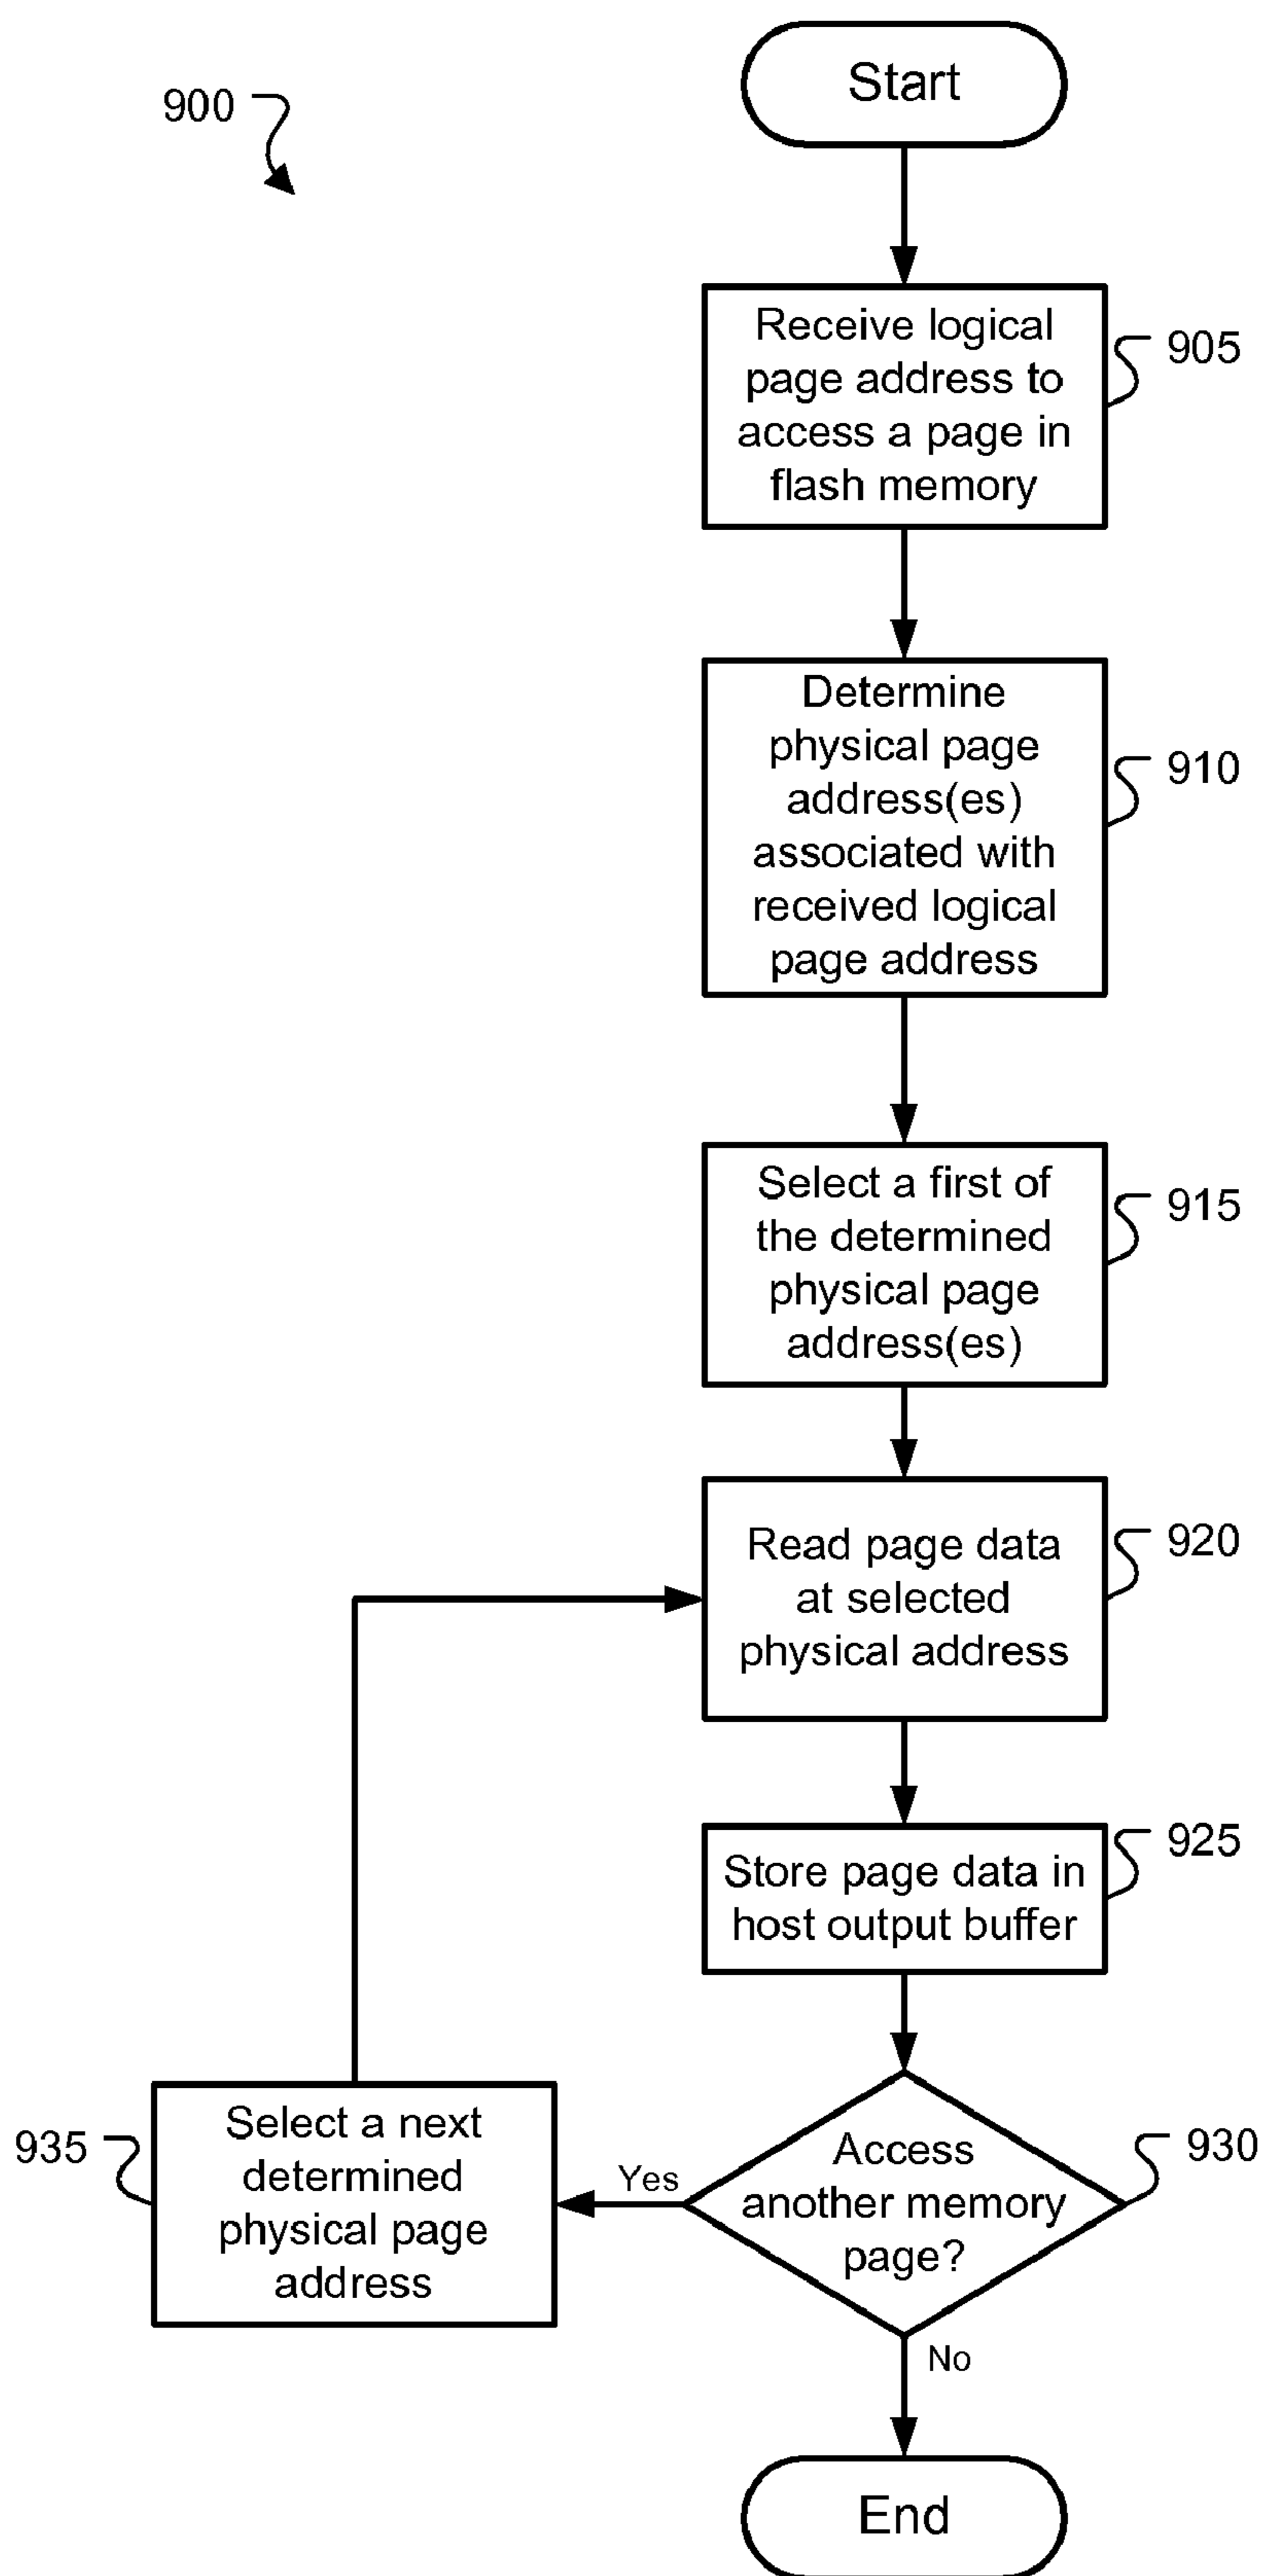 Start
900
Receive logical
page address to
access a page in
flash memory
905
Determine
physical page
address(es)
associated with
received logical
page address
910
Select a first of
the determined
physical page
address(es)
915
Read page data
at selected
physical address
920
Store page data in
host output buffer
925
Access
another memory
page?
930
Yes
Select a next
determined
physical page
address
935
No
End